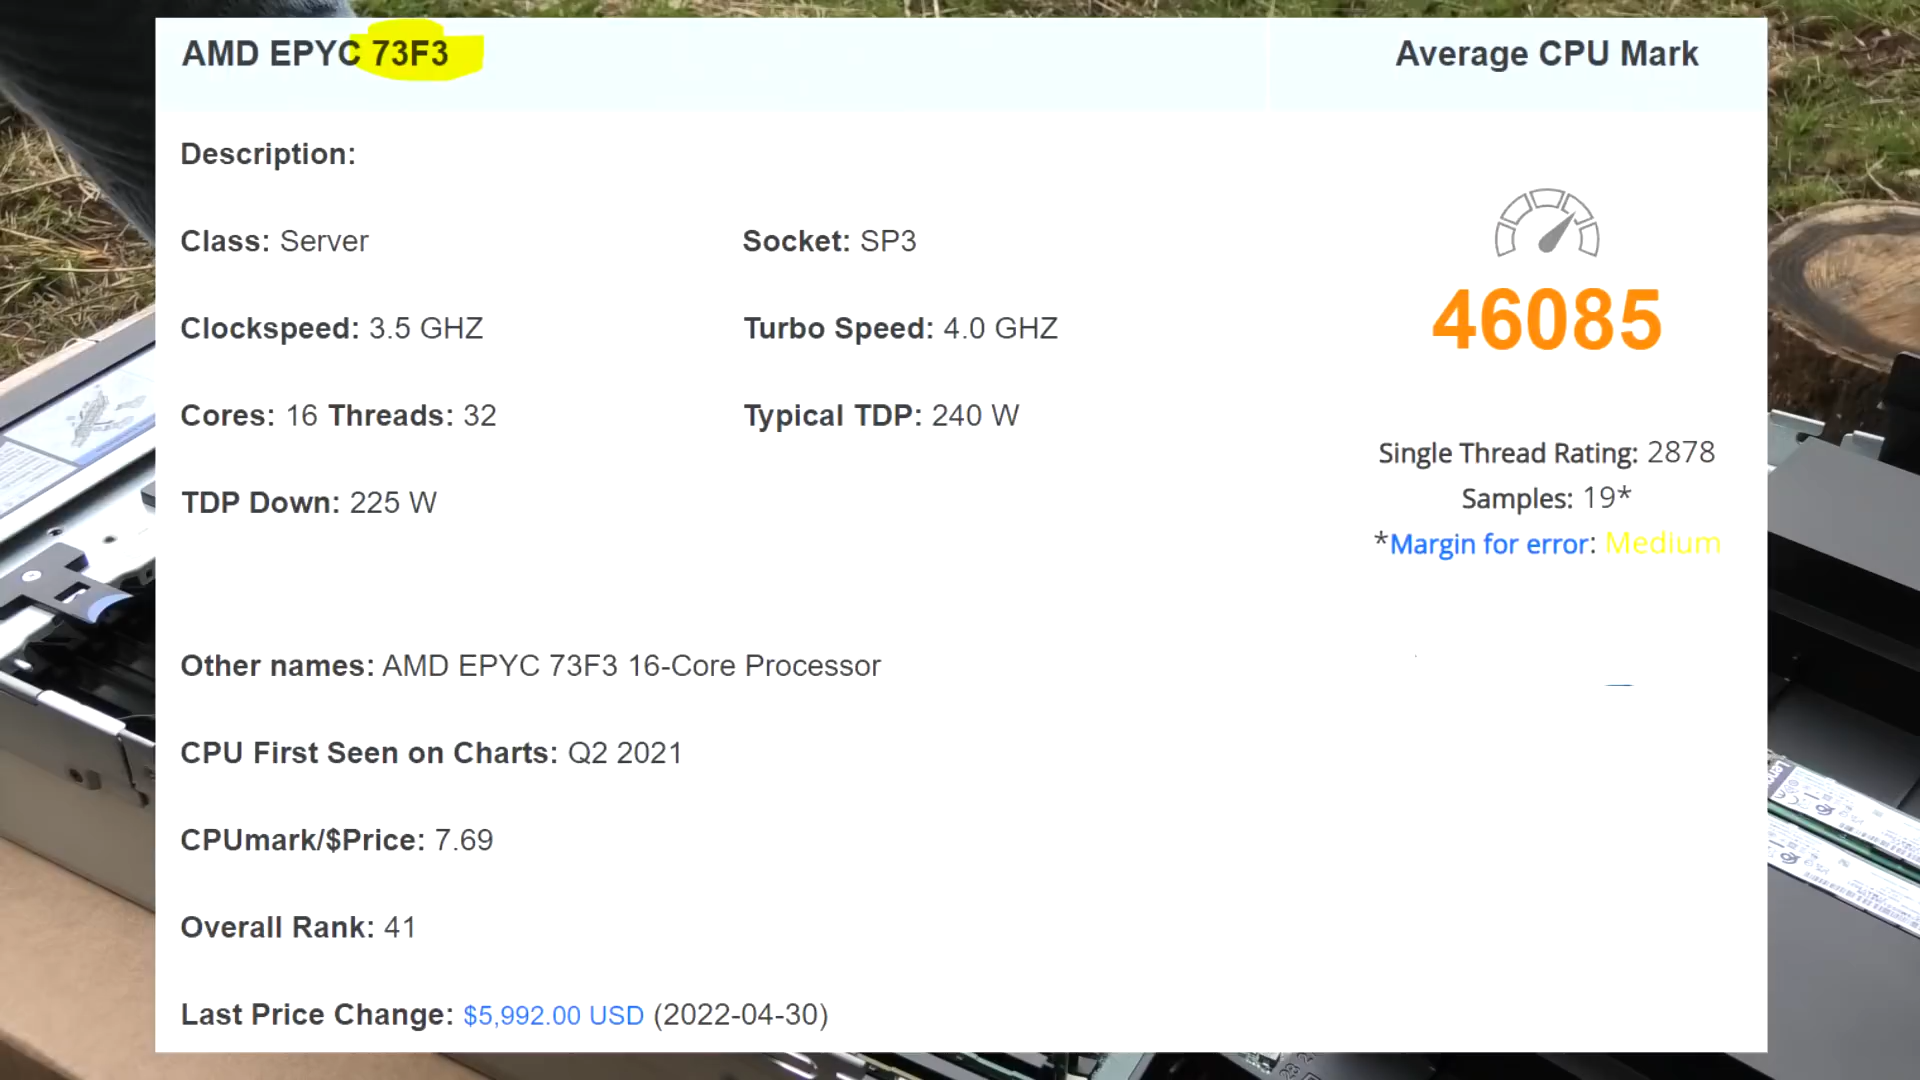 AMD EPYC 73F3
Average CPU Mark
Description:
Class: Server
Socket: SP3
Clockspeed: 3.5 GHZ
Turbo Speed: 4.0 GHZ
Cores: 16 Threads: 32
Typical TDP: 240 W
TDP Down: 225 W
46085
Single Thread Rating: 2878
Samples: 19*
*Margin for error: Medium
Other names: AMD EPYC 73F3 16-Core Processor
CPU First Seen on Charts: Q2 2021
CPUmark/$Price: 7.69
Overall Rank: 41
Last Price Change: $5,992.00 USD (2022-04-30)